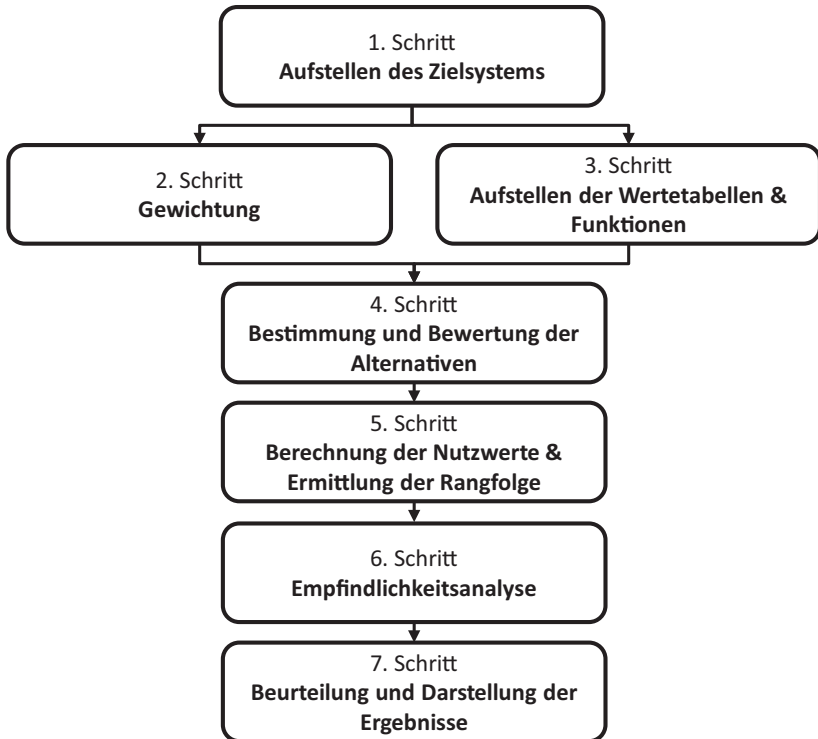 1. Schritt
Aufstellen des Zielsystems
2. Schritt
Gewichtung
3. Schritt
Aufstellen der Wertetabellen &
Funktionen
4. Schritt
Bestimmung und Bewertung der
Alternativen
5. Schritt
Berechnung der Nutzwerte &
Ermittlung der Rangfolge
6. Schritt
Empfindlichkeitsanalyse
7. Schritt
Beurteilung und Darstellung der
Ergebnisse